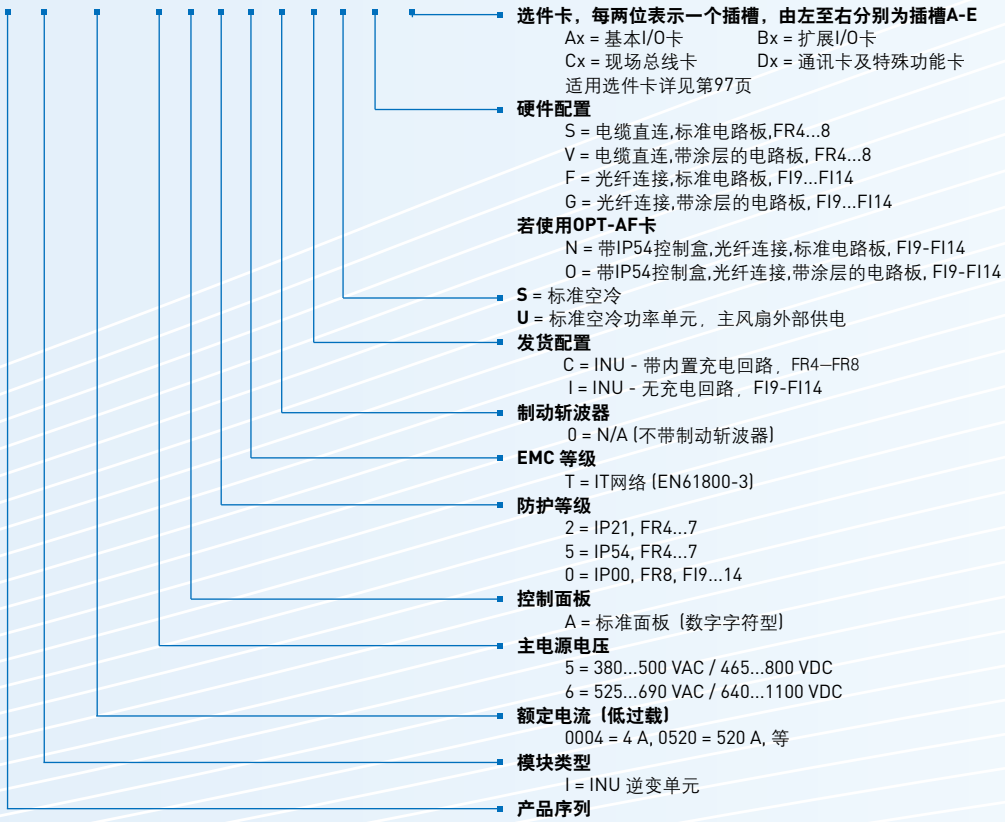 选件卡，每两位表示一个插槽，由左至右分别为插槽A-E
Ax = 基本I/O卡 Bx = 扩展I/O卡
Cx = 现场总线卡 Dx = 通讯卡及特殊功能卡
适用选件卡详见第97页
硬件配置
S = 电缆直连,标准电路板,FR4...8
V = 电缆直连,带涂层的电路板, FR4...8
F = 光纤连接,标准电路板, FI9...FI14
G = 光纤连接,带涂层的电路板, FI9...FI14
若使用OPT-AF卡
N = 带IP54控制盒,光纤连接,标准电路板, FI9-FI14
O = 带IP54控制盒,光纤连接,带涂层的电路板, FI9-FI14
S = 标准空冷
U = 标准空冷功率单元，主风扇外部供电
发货配置
C = INU - 带内置充电回路，FR4—FR8
I = INU - 无充电回路，FI9-FI14
制动斩波器
0 = N/A (不带制动斩波器)
EMC 等级
T = IT网络 (EN61800-3)
防护等级
2 = IP21, FR4...7
5 = IP54, FR4...7
0 = IP00, FR8, FI9...14
控制面板
A = 标准面板 (数字字符型)
主电源电压
5 = 380...500 VAC / 465...800 VDC
6 = 525...690 VAC / 640...1100 VDC
额定电流 (低过载)
0004 = 4 A, 0520 = 520 A, 等
模块类型
I = INU 逆变单元
产品序列